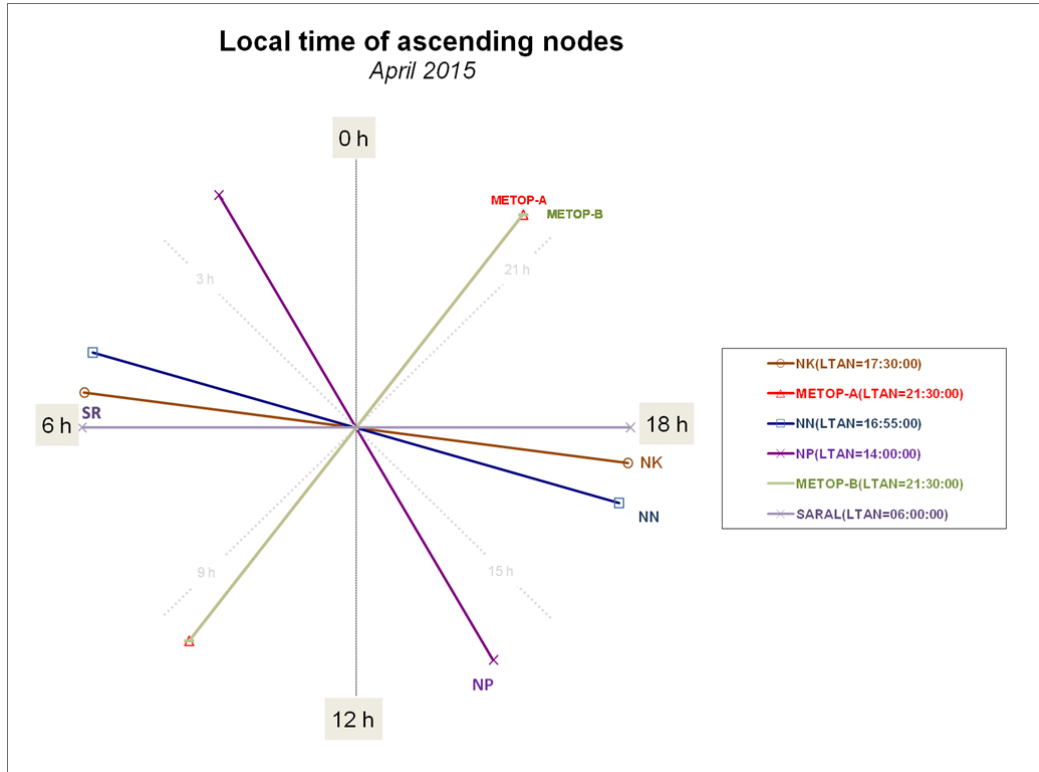 Local time of ascending nodes
April 2015
0 h
METOP-A
METOP-B
21 h
3 h
NK(LTAN=17:30:00)
METOP-A(LTAN=21:30:00)
SR
6 h
18 h
NN(LTAN=16:55:00)
NP(LTAN=14:00:00)
NK
METOP-B(LTAN=21:30:00)
NN
SARAL(LTAN=06:00:00)
9 h
15 h
NP
12 h